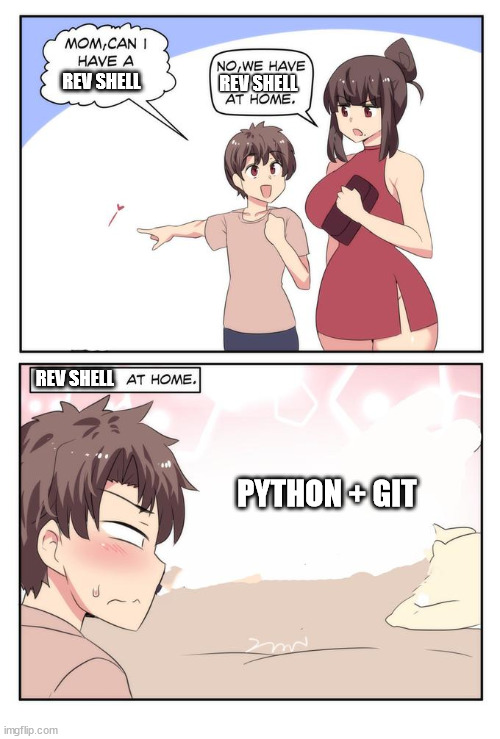 MOM, CAN I
HAVE A
REV SHELL
NO, WE HAVE
REV SHELL
AT HOME.
REV SHELL AT HOME.
PYTHON + GIT
imgflip.com